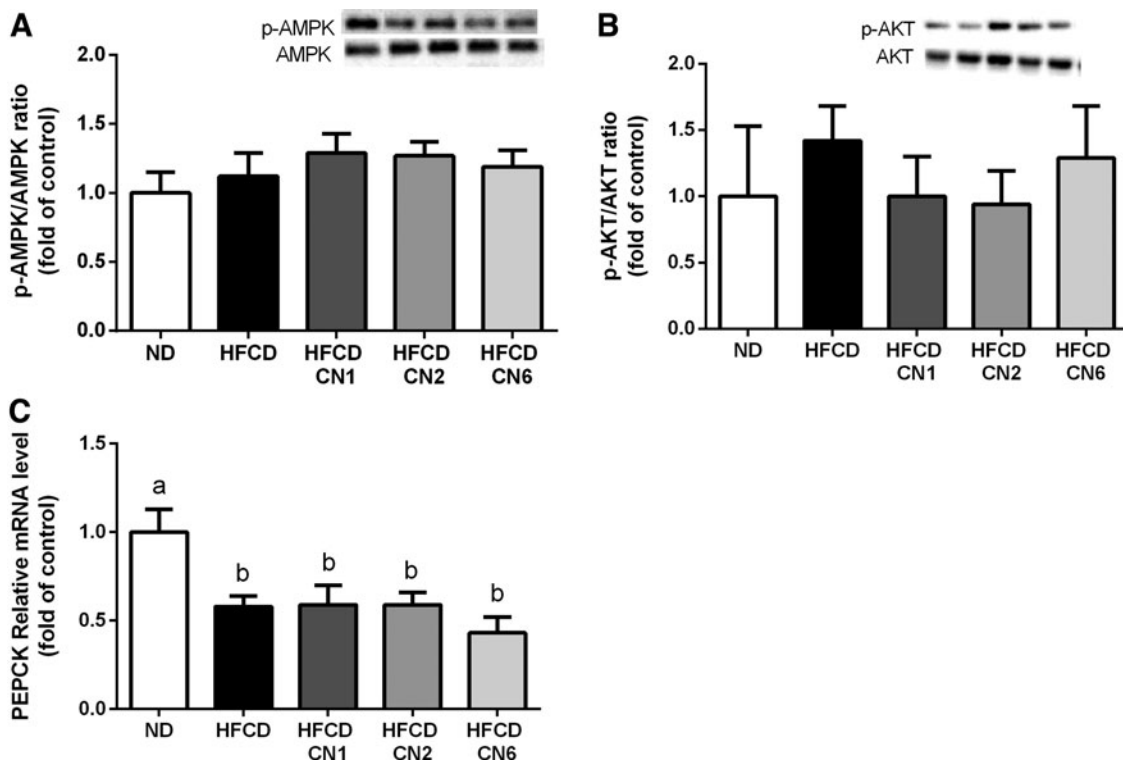 A
p-AMPK
AMPK
p-AMPK/AMPK ratio
(fold of control)
2.0
1.5
1.0
0.5
0.0
ND
HFCD
HFCD
CN1
HFCD
CN2
HFCD
CN6
B
p-AKT
AKT
p-AKT/AKT ratio
(fold of control)
2.0
1.5
1.0
0.5
0.0
ND
HFCD
HFCD
CN1
HFCD
CN2
HFCD
CN6
C
PEPCK Relative mRNA level
(fold of control)
1.5
1.0
0.5
0.0
a
b
b
b
b
ND
HFCD
HFCD
CN1
HFCD
CN2
HFCD
CN6